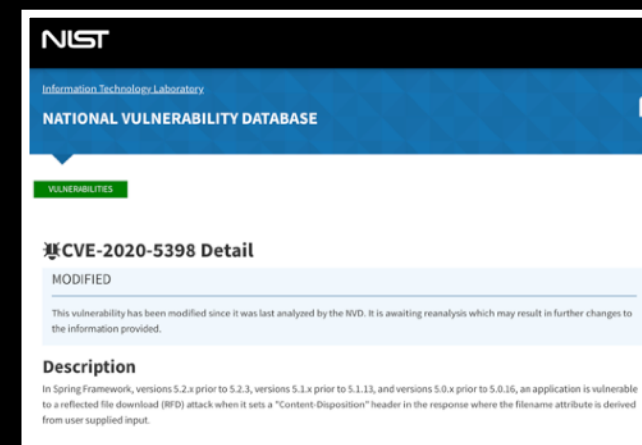 NIST
Information Technology Laboratory
NATIONAL VULNERABILITY DATABASE
VULNERABILITIES
CVE-2020-5398 Detail
MODIFIED
This vulnerability has been modified since it was last analyzed by the NVD. It is awaiting reanalysis which may result in further changes to
the information provided.
Description
In Spring Framework, versions 5.2.x prior to 5.2.3, versions 5.1.x prior to 5.1.13, and versions 5.0.x prior to 5.0.16, an application is vulnerable
to a reflected file download (RFD) attack when it sets a "Content-Disposition" header in the response where the filename attribute is derived
from user supplied input.